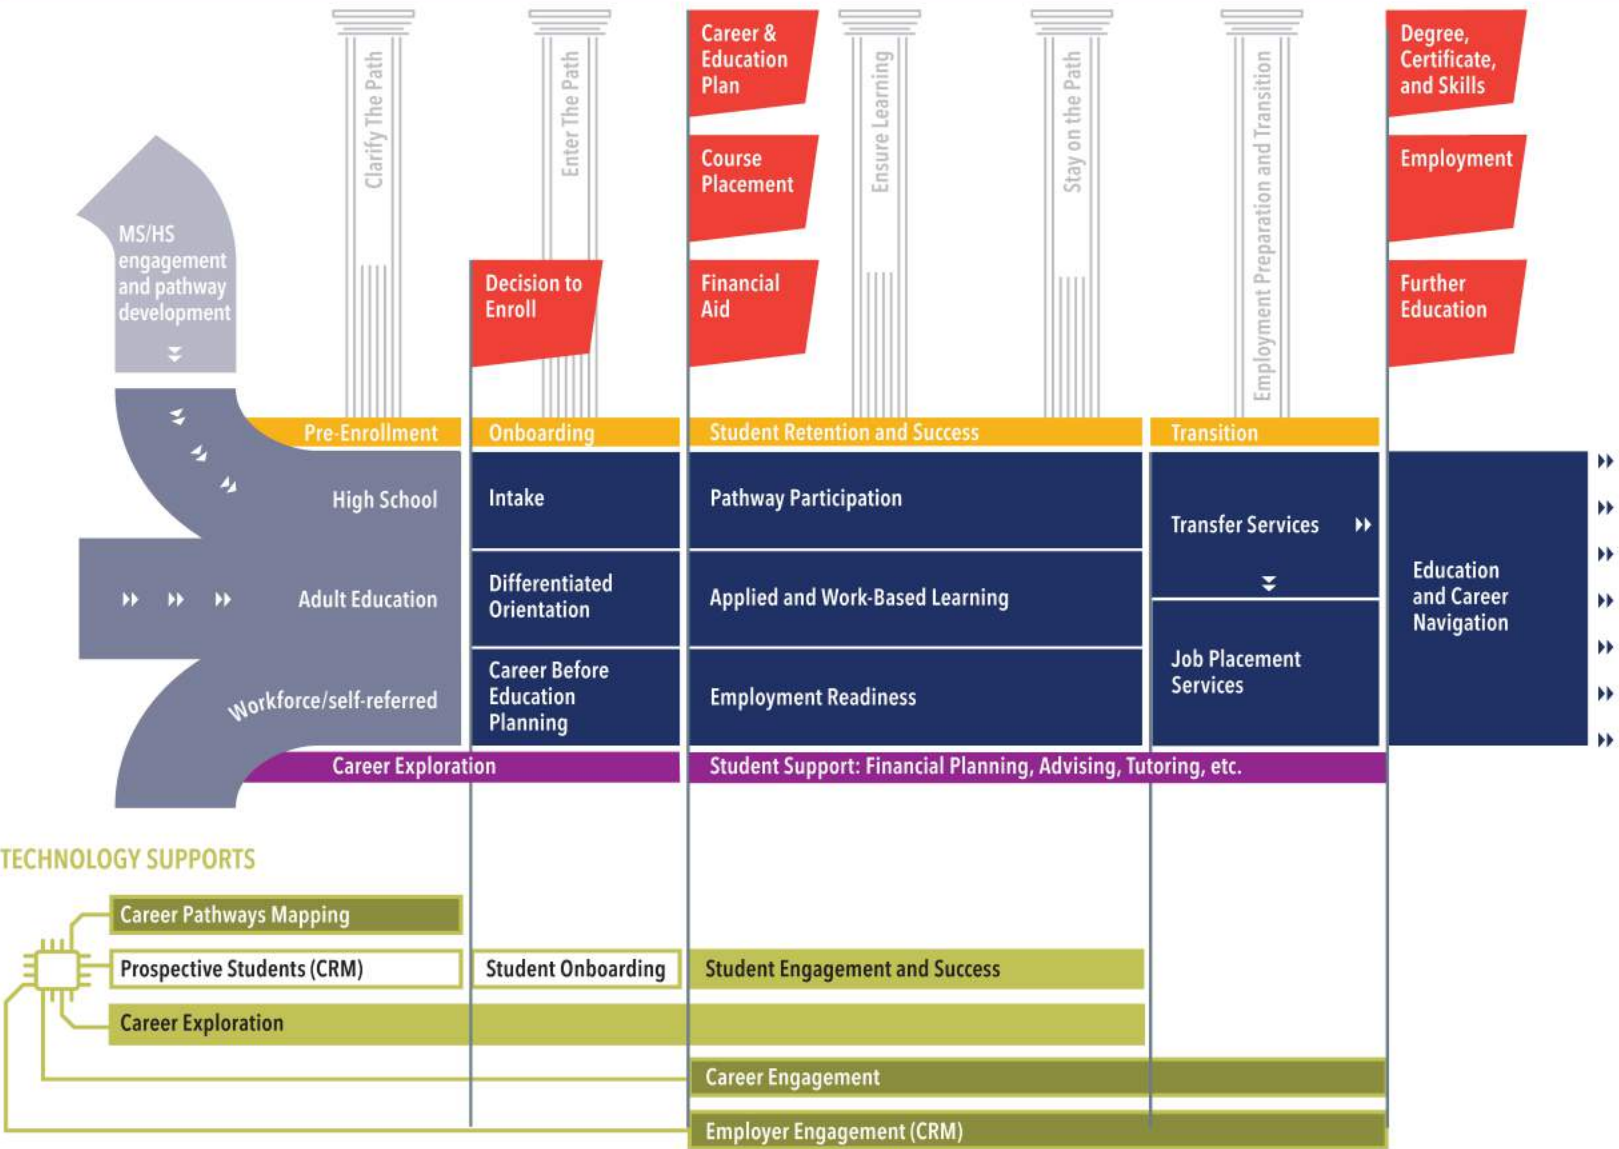 Clarify The Path
Enter The Path
Career &
Education
Plan
Ensure Learning
Stay on the Path
Employment Preparation and Transition
Degree,
Certificate,
and Skills
Course
Placement
Employment
MS/HS
engagement
and pathway
development
Decision to
Enroll
Financial
Aid
Further
Education
Pre-Enrollment
Onboarding
Student Retention and Success
Transition
High School
Intake
Pathway Participation
Transfer Services
Adult Education
Differentiated
Orientation
Applied and Work-Based Learning
Education
and Career
Navigation
Workforce/self-referred
Career Before
Education
Planning
Employment Readiness
Job Placement
Services
Career Exploration
Student Support: Financial Planning, Advising, Tutoring, etc.
TECHNOLOGY SUPPORTS
Career Pathways Mapping
Prospective Students (CRM)
Student Onboarding
Student Engagement and Success
Career Exploration
Career Engagement
Employer Engagement (CRM)